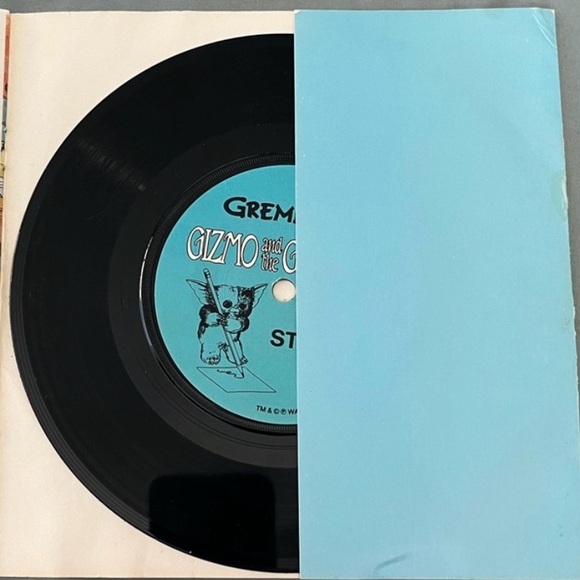 GREM
GIZMO and the G
ST
TM & © ℗ WA